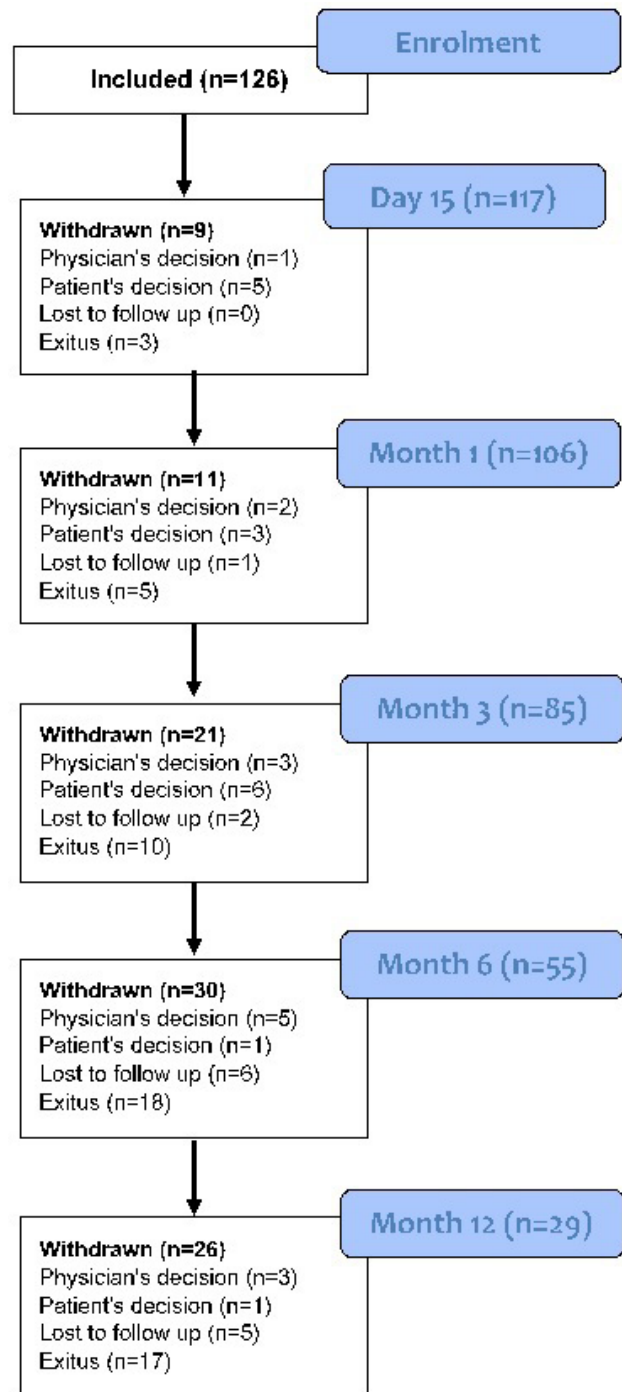 Enrolment
Included (n=126)
Day 15 (n=117)
Withdrawn (n=9)
Physician's decision (n=1)
Patient's decision (n=5)
Lost to follow up (n=0)
Exitus (n=3)
Month 1 (n=106)
Withdrawn (n=11)
Physician's decision (n=2)
Patient's decision (n=3)
Lost to follow up (n=1)
Exitus (n=5)
Month 3 (n=85)
Withdrawn (n=21)
Physician's decision (n=3)
Patient's decision (n=6)
Lost to follow up (n=2)
Exitus (n=10)
Month 6 (n=55)
Withdrawn (n=30)
Physician's decision (n=5)
Patient's decision (n=1)
Lost to follow up (n=6)
Exitus (n=18)
Month 12 (n=29)
Withdrawn (n=26)
Physician's decision (n=3)
Patient's decision (n=1)
Lost to follow up (n=5)
Exitus (n=17)